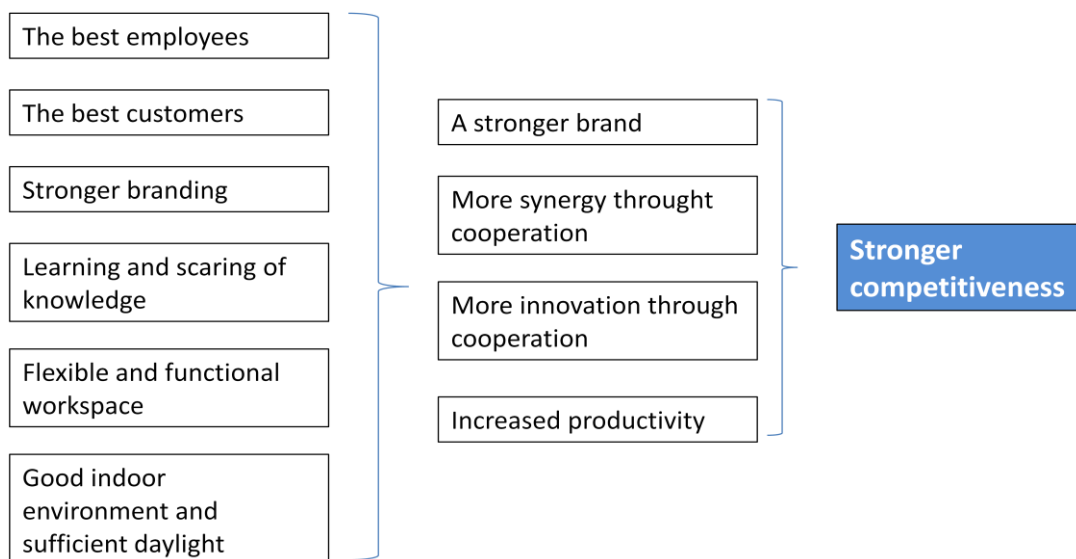 The best employees
The best customers
Stronger branding
Learning and scaring of
knowledge
Flexible and functional
workspace
Good indoor
environment and
sufficient daylight
A stronger brand
More synergy throught
cooperation
More innovation through
cooperation
Increased productivity
Stronger
competitiveness